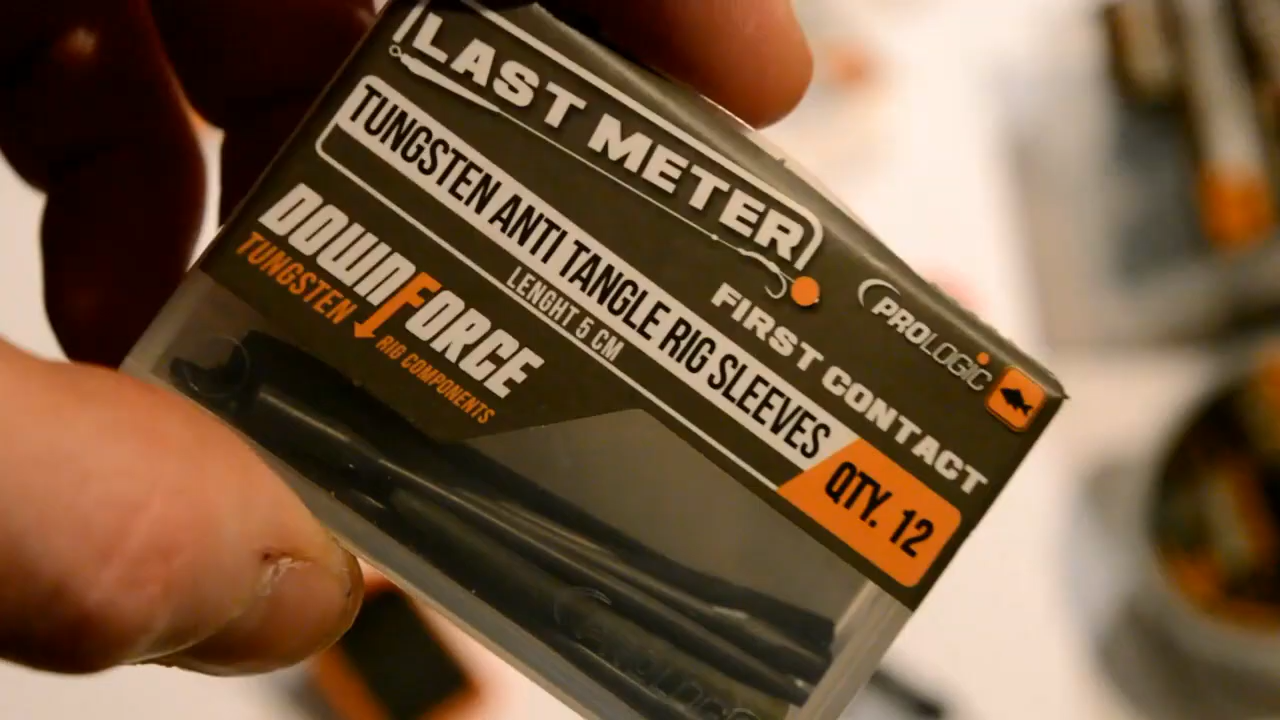 LAST METER
TUNGSTEN ANTI TANGLE RIG SLEEVES
FIRST CONTACT
PROLOGIC
LENGHT 5 CM
QTY. 12
DOWNFORCE
TUNGSTEN
RIG COMPONENTS